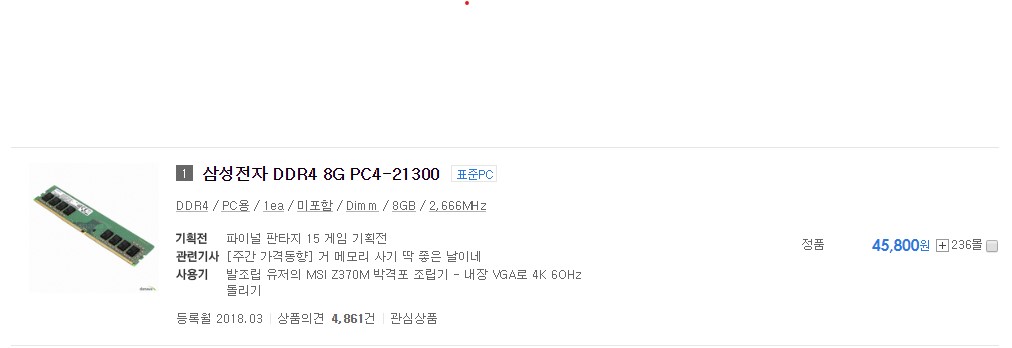 1 삼성전자 DDR4 8G PC4-21300 표준PC
DDR4 / PC용 / 1ea / 미포함 / Dimm / 8GB / 2,666MHz
기획전 파이널 판타지 15 게임 기획전
정품 45,800원 236몰
관련기사 [주간 가격동향] 거 메모리 사기 딱 좋은 날이네
사용기 발조립 유저의 MSI Z370M 박격포 조립기 - 내장 VGA로 4K 60Hz
돌리기
등록월 2018.03 상품의견 4,861건 관심상품